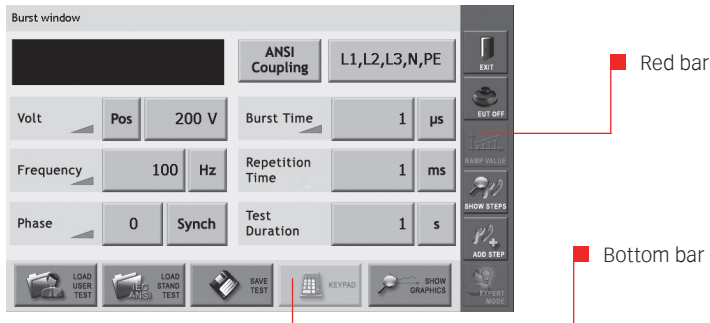 Burst window
ANSI
Coupling
L1,L2,L3,N,PE
EXIT
Red bar
Volt
Pos
200 V
Burst Time
1
µs
EUT OFF
Frequency
100
Hz
Repetition
Time
1
ms
RAMP VALUE
SHOW STEPS
Phase
0
Synch
Test
Duration
1
s
ADD STEP
Bottom bar
LOAD
USER
TEST
IEC
ANSI
LOAD
STAND
TEST
SAVE
TEST
KEYPAD
SHOW
GRAPHICS
EXPERT
MODE